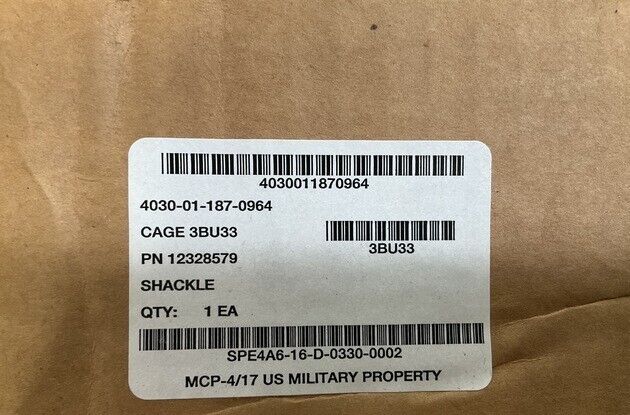 4030011870964
4030-01-187-0964
CAGE 3BU33
3BU33
PN 12328579
SHACKLE
QTY: 1 EA
SPE4A6-16-D-0330-0002
MCP-4/17 US MILITARY PROPERTY